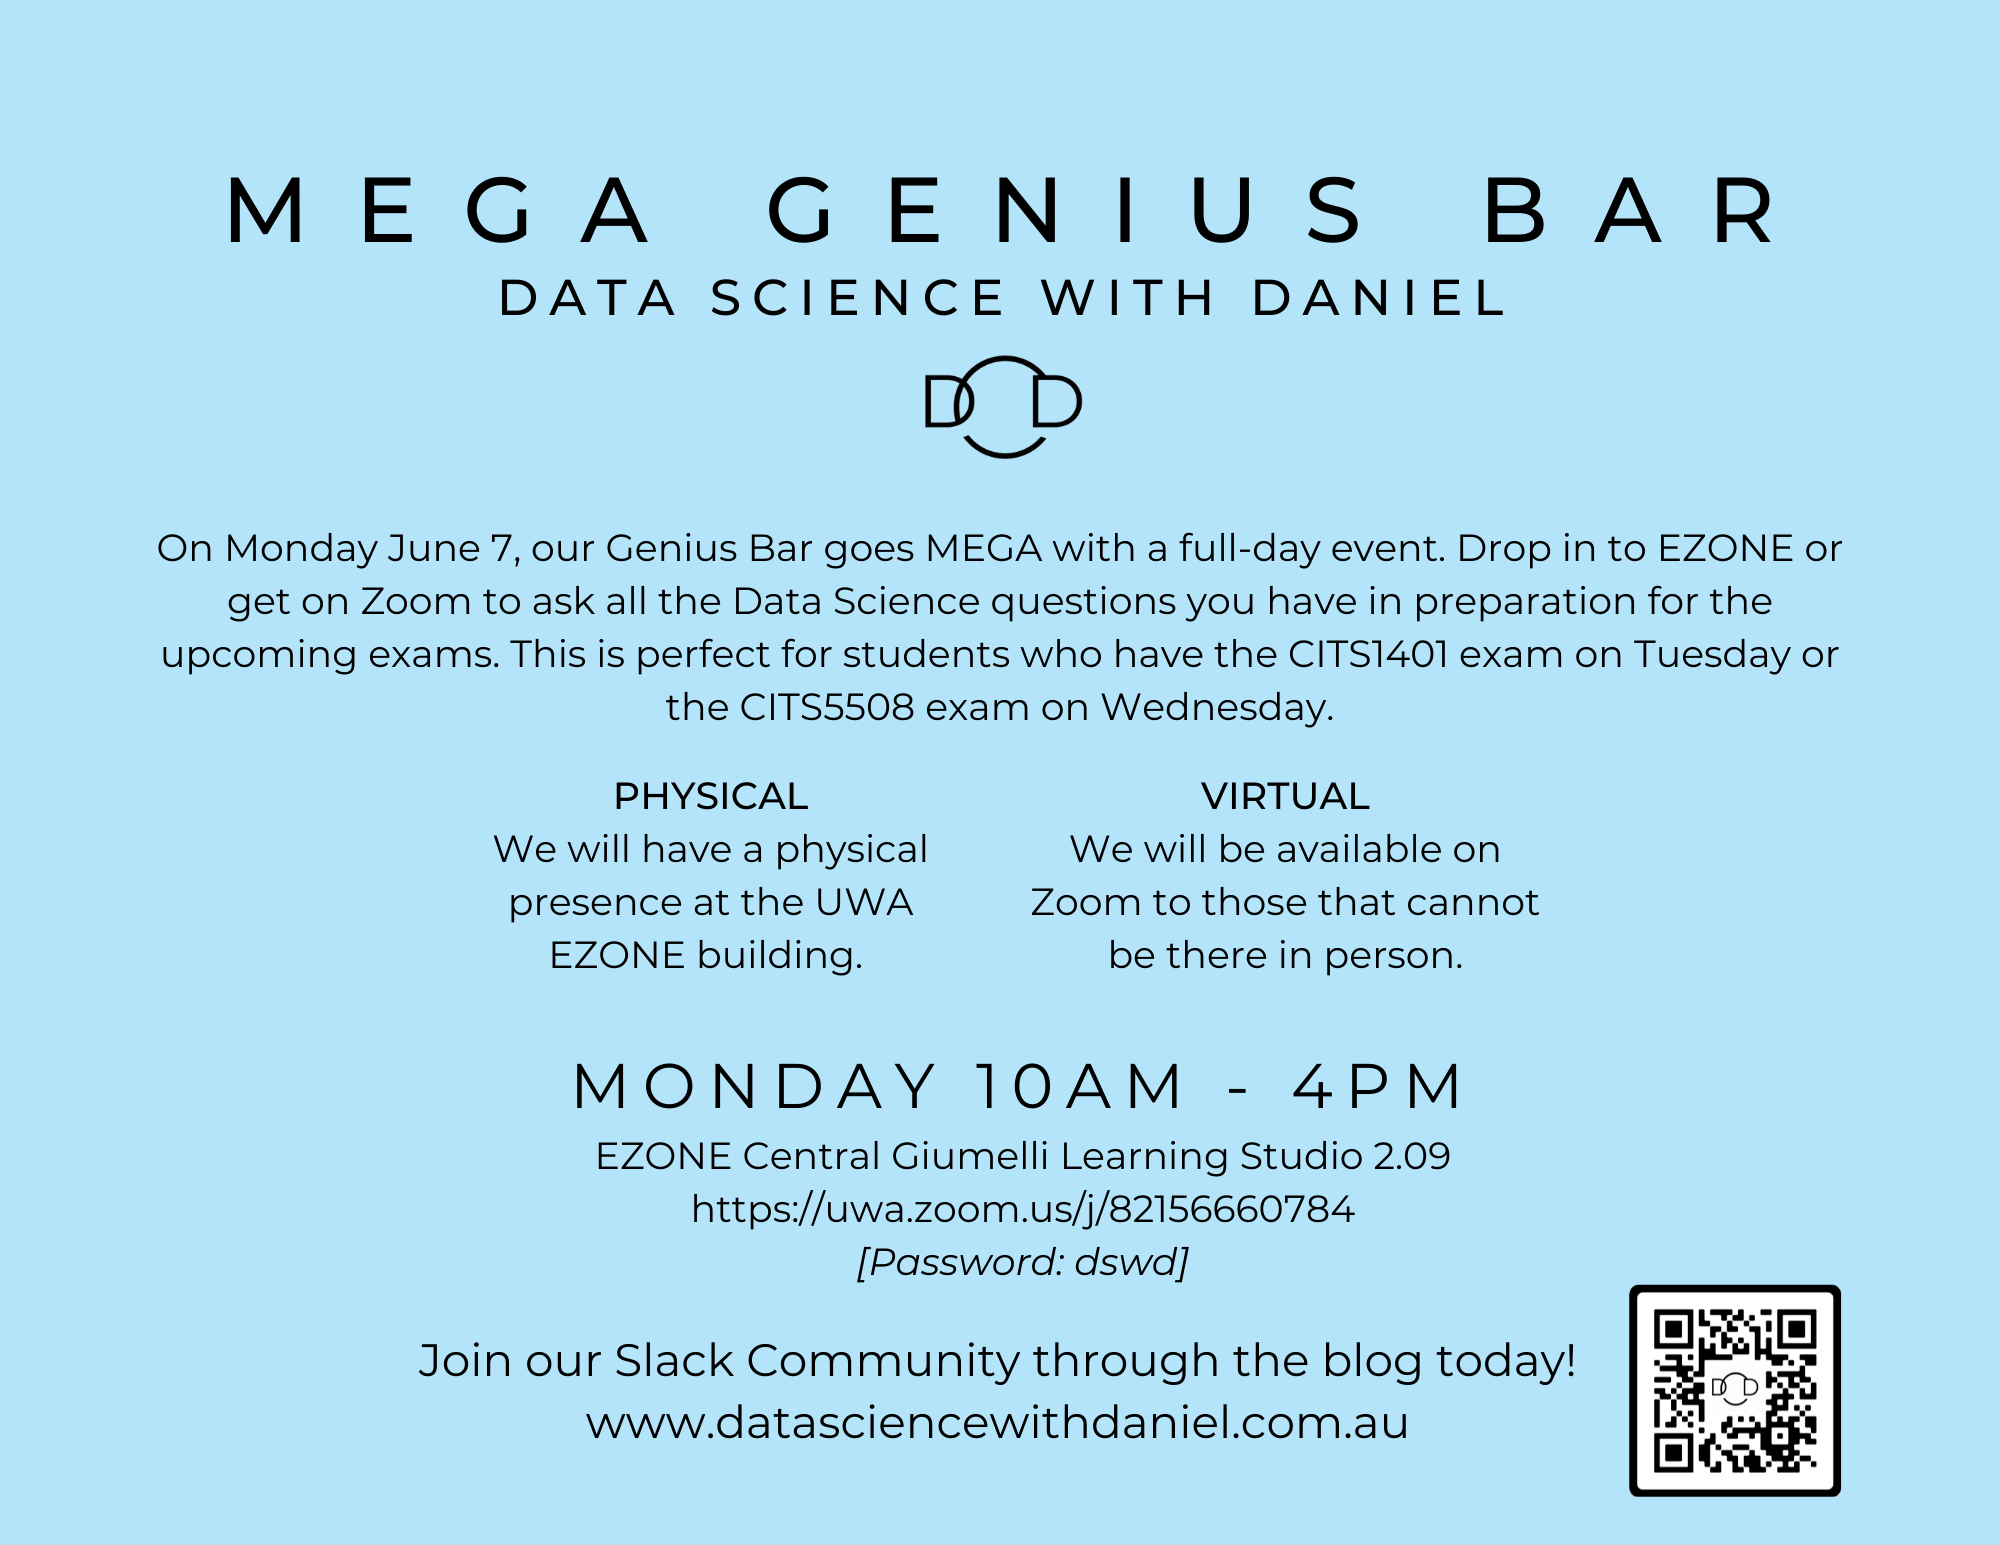 MEGA GENIUS BAR
DATA SCIENCE WITH DANIEL
D D
On Monday June 7, our Genius Bar goes MEGA with a full-day event. Drop in to EZONE or
get on Zoom to ask all the Data Science questions you have in preparation for the
upcoming exams. This is perfect for students who have the CITS1401 exam on Tuesday or
the CITS5508 exam on Wednesday.
PHYSICAL
We will have a physical
presence at the UWA
EZONE building.
VIRTUAL
We will be available on
Zoom to those that cannot
be there in person.
MONDAY 10AM - 4PM
EZONE Central Giumelli Learning Studio 2.09
https://uwa.zoom.us/j/82156660784
[Password: dswd]
Join our Slack Community through the blog today!
www.datasciencewithdaniel.com.au
D D